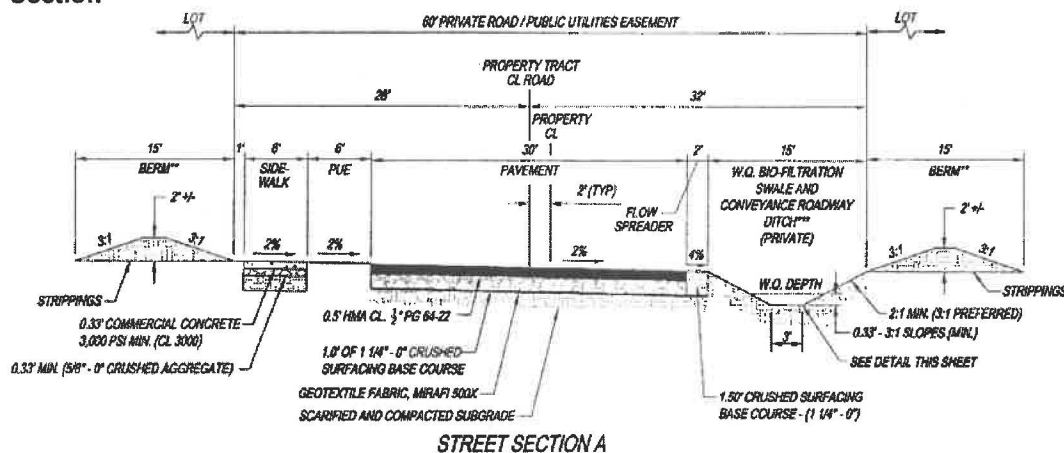 Section
60' PRIVATE ROAD / PUBLIC UTILITIES EASEMENT
LOT
LOT
PROPERTY TRACT
CL ROAD
28'
32'
PROPERTY
CL
15'
BERM**
1'
6'
SIDE-
WALK
6'
PUE
30'
PAVEMENT
2'
15'
W.Q. BIO-FILTRATION
SWALE AND
CONVEYANCE ROADWAY
DITCH***
(PRIVATE)
15'
BERM**
2' +/-
2' (TYP)
FLOW
SPREADER
2' +/-
3:1
3:1
2%
2%
2%
4%
3:1
3:1
W.Q. DEPTH
STRIPPINGS
STRIPPINGS
0.33' COMMERCIAL CONCRETE
3,000 PSI MIN. (CL 3000)
0.33' MIN. (5/8" - 0" CRUSHED AGGREGATE)
0.5' HMA CL. ½" PG 64-22
1.0' OF 1 1/4" - 0" CRUSHED
SURFACING BASE COURSE
GEOTEXTILE FABRIC, MIRAFI 500X
SCARIFIED AND COMPACTED SUBGRADE
3'
2:1 MIN. (3:1 PREFERRED)
0.33' - 3:1 SLOPES (MIN.)
SEE DETAIL THIS SHEET
1.50' CRUSHED SURFACING
BASE COURSE - (1 1/4" - 0")
STREET SECTION A